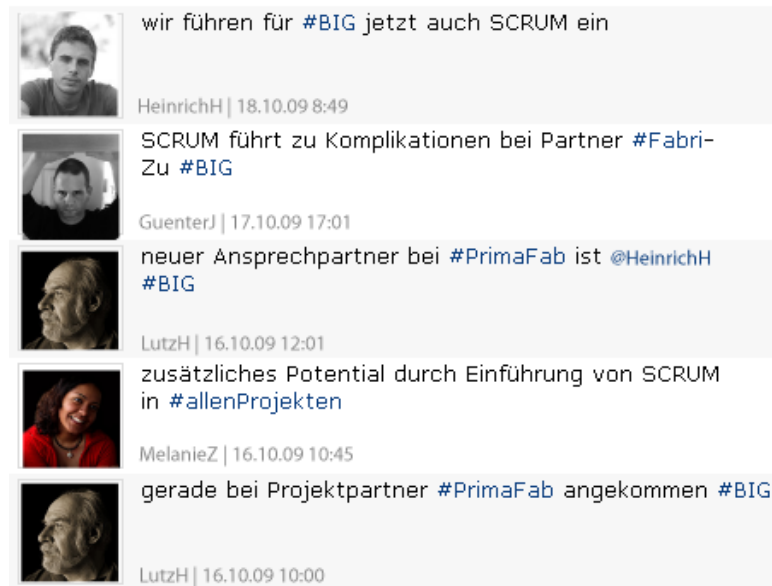 wir führen für #BIG jetzt auch SCRUM ein
HeinrichH | 18.10.09 8:49
SCRUM führt zu Komplikationen bei Partner #Fabri-
Zu #BIG
GuenterJ | 17.10.09 17:01
neuer Ansprechpartner bei #PrimaFab ist @HeinrichH
#BIG
LutzH | 16.10.09 12:01
zusätzliches Potential durch Einführung von SCRUM
in #allenProjekten
MelanieZ | 16.10.09 10:45
gerade bei Projektpartner #PrimaFab angekommen #BIG
LutzH | 16.10.09 10:00